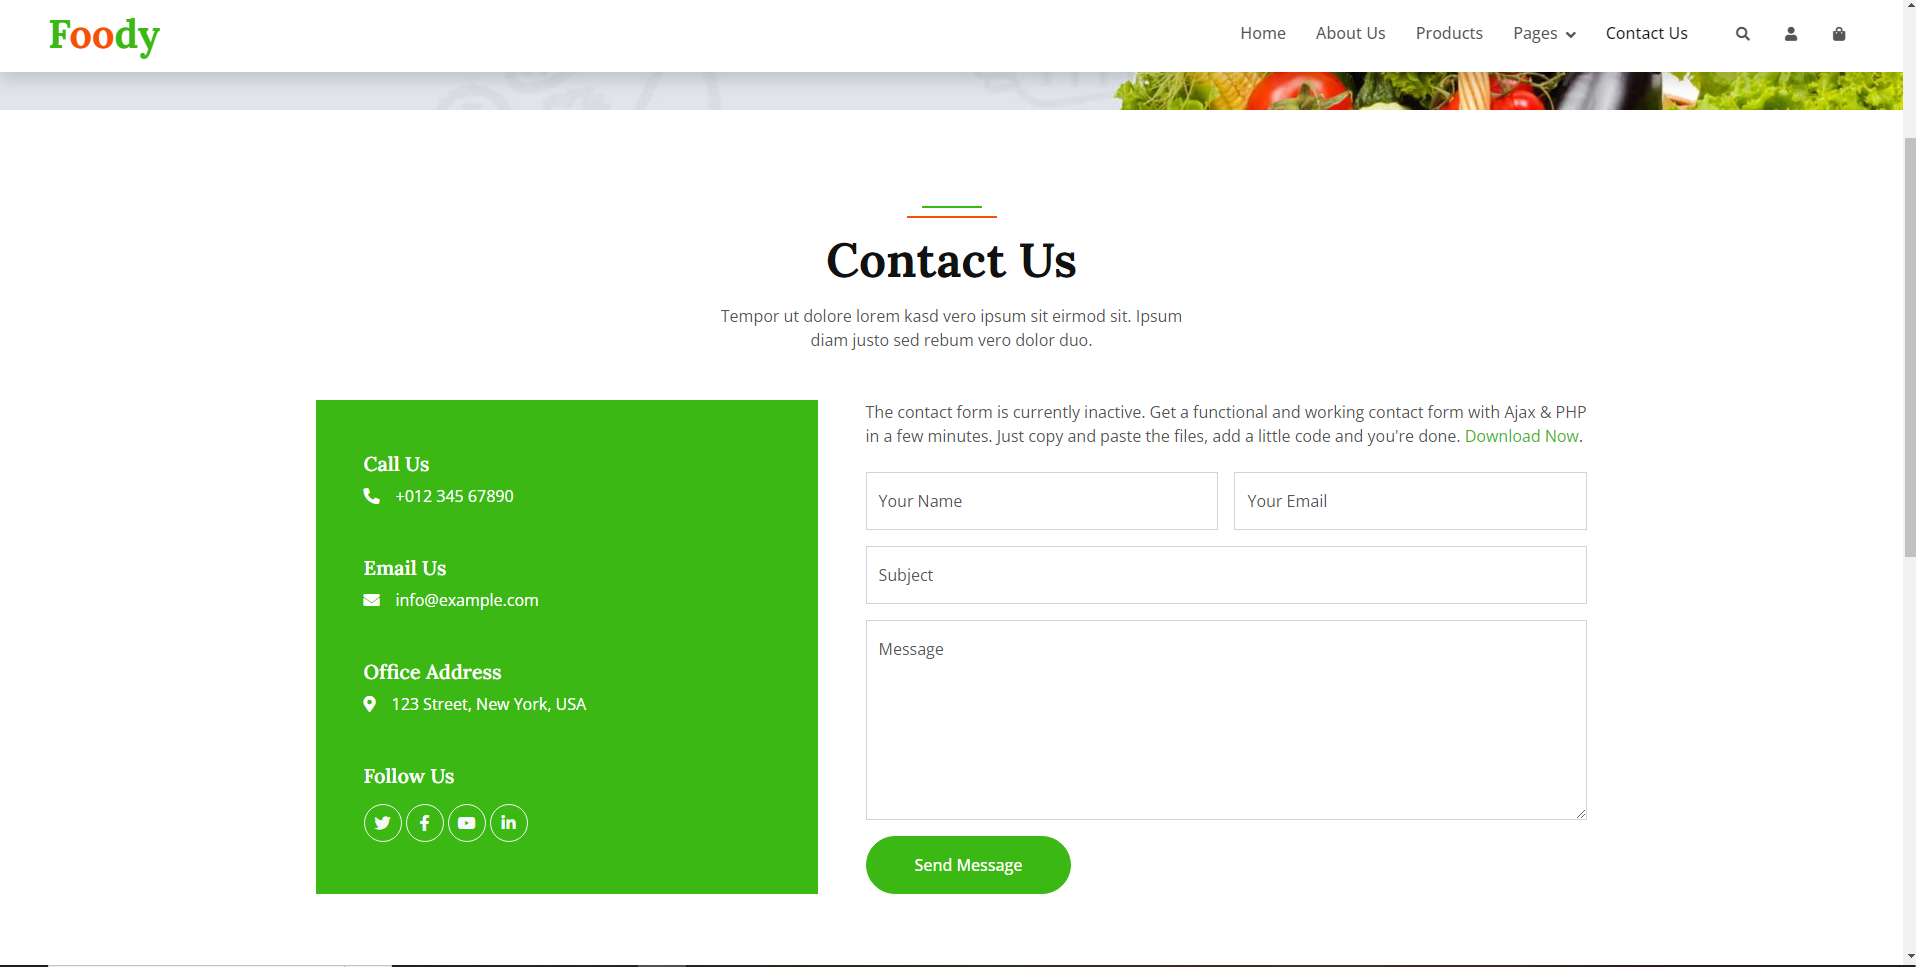 Foody
Home About Us Products Pages Contact Us
Contact Us
Tempor ut dolore lorem kasd vero ipsum sit eirmod sit. Ipsum
diam justo sed rebum vero dolor duo.
Call Us
+012 345 67890
Email Us
info@example.com
Office Address
123 Street, New York, USA
Follow Us
The contact form is currently inactive. Get a functional and working contact form with Ajax & PHP
in a few minutes. Just copy and paste the files, add a little code and you're done. Download Now.
Your Name Your Email
Subject
Message
Send Message